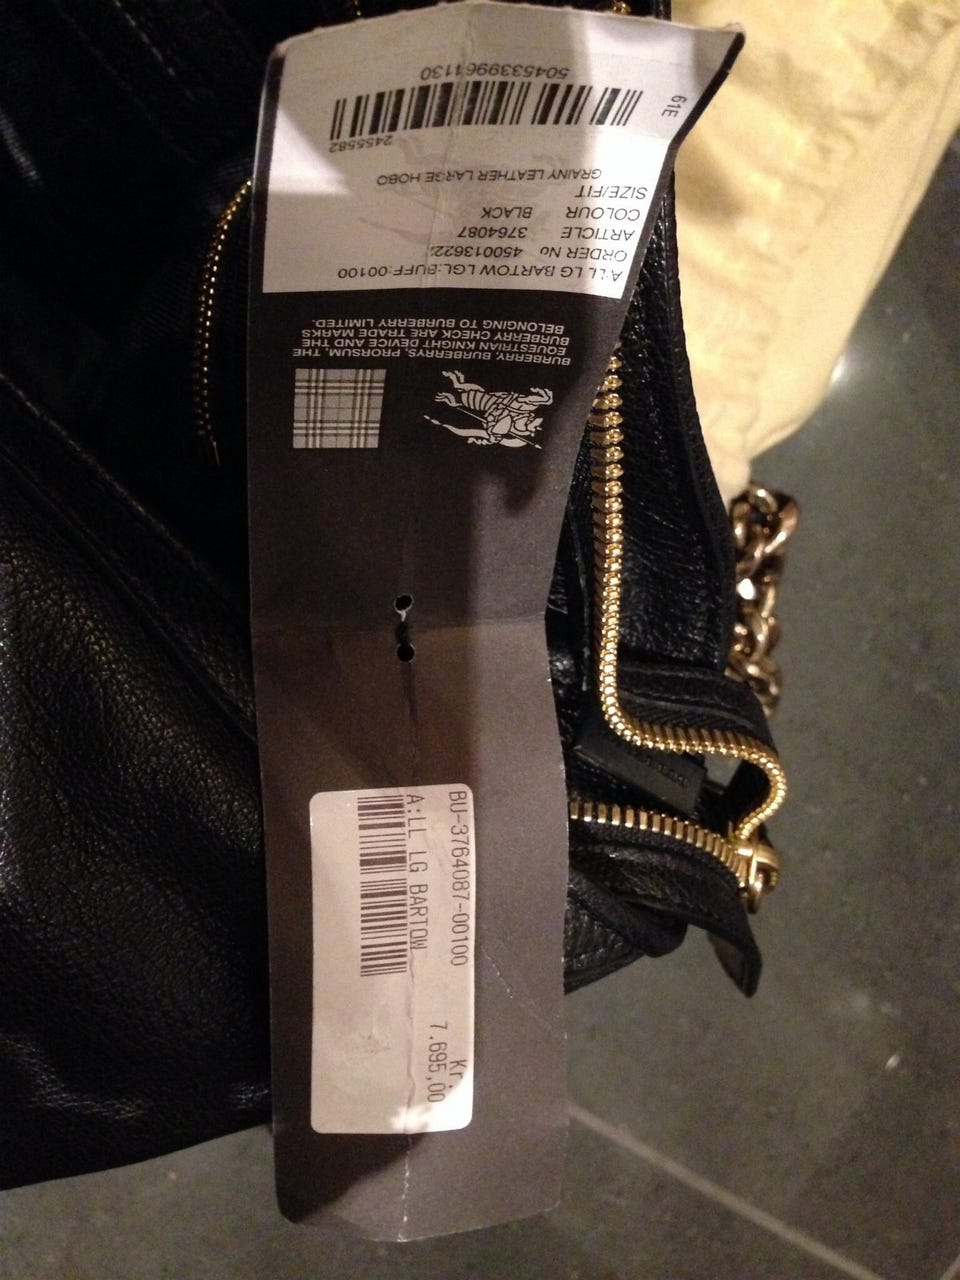 A:LL LG BARTOW LGL:BUFF:00100
ORDER No 450013622
ARTICLE 3764087
COLOUR BLACK
SIZE/FIT
GRAINY LEATHER LARGE HOBO
2455582
61E
50455339961130
BURBERRY, BURBERRYS, PRORSUM, THE
EQUESTRIAN KNIGHT DEVICE AND THE
BURBERRY CHECK ARE TRADE MARKS
BELONGING TO BURBERRY LIMITED.
BU-3764087-00100
A:LL LG BARTOW
Kr.
7.695,00